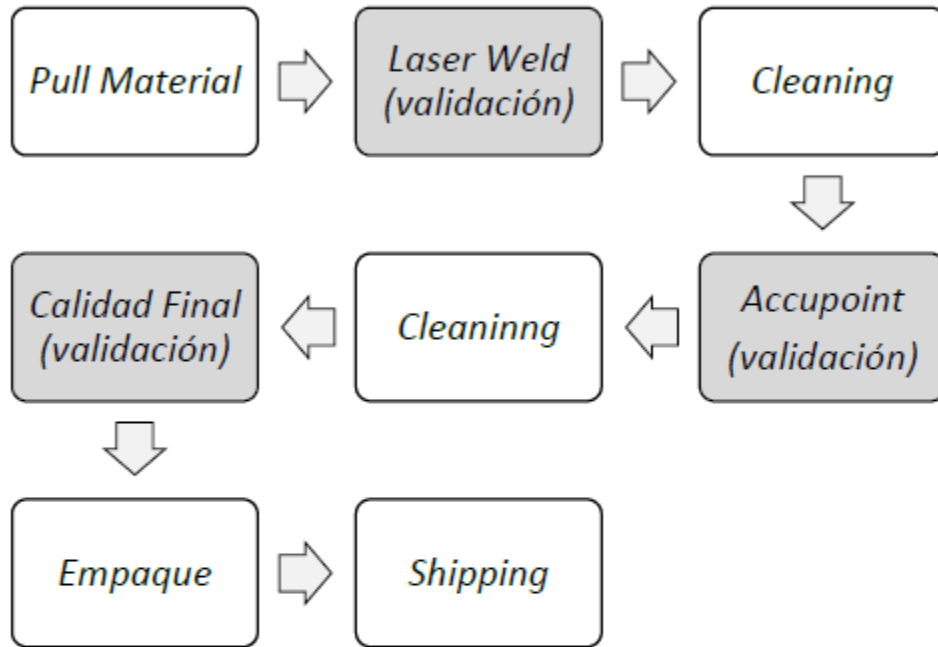 Pull Material
Laser Weld
(validación)
Cleaning
Accupoint
(validación)
Cleaninng
Calidad Final
(validación)
Empaque
Shipping